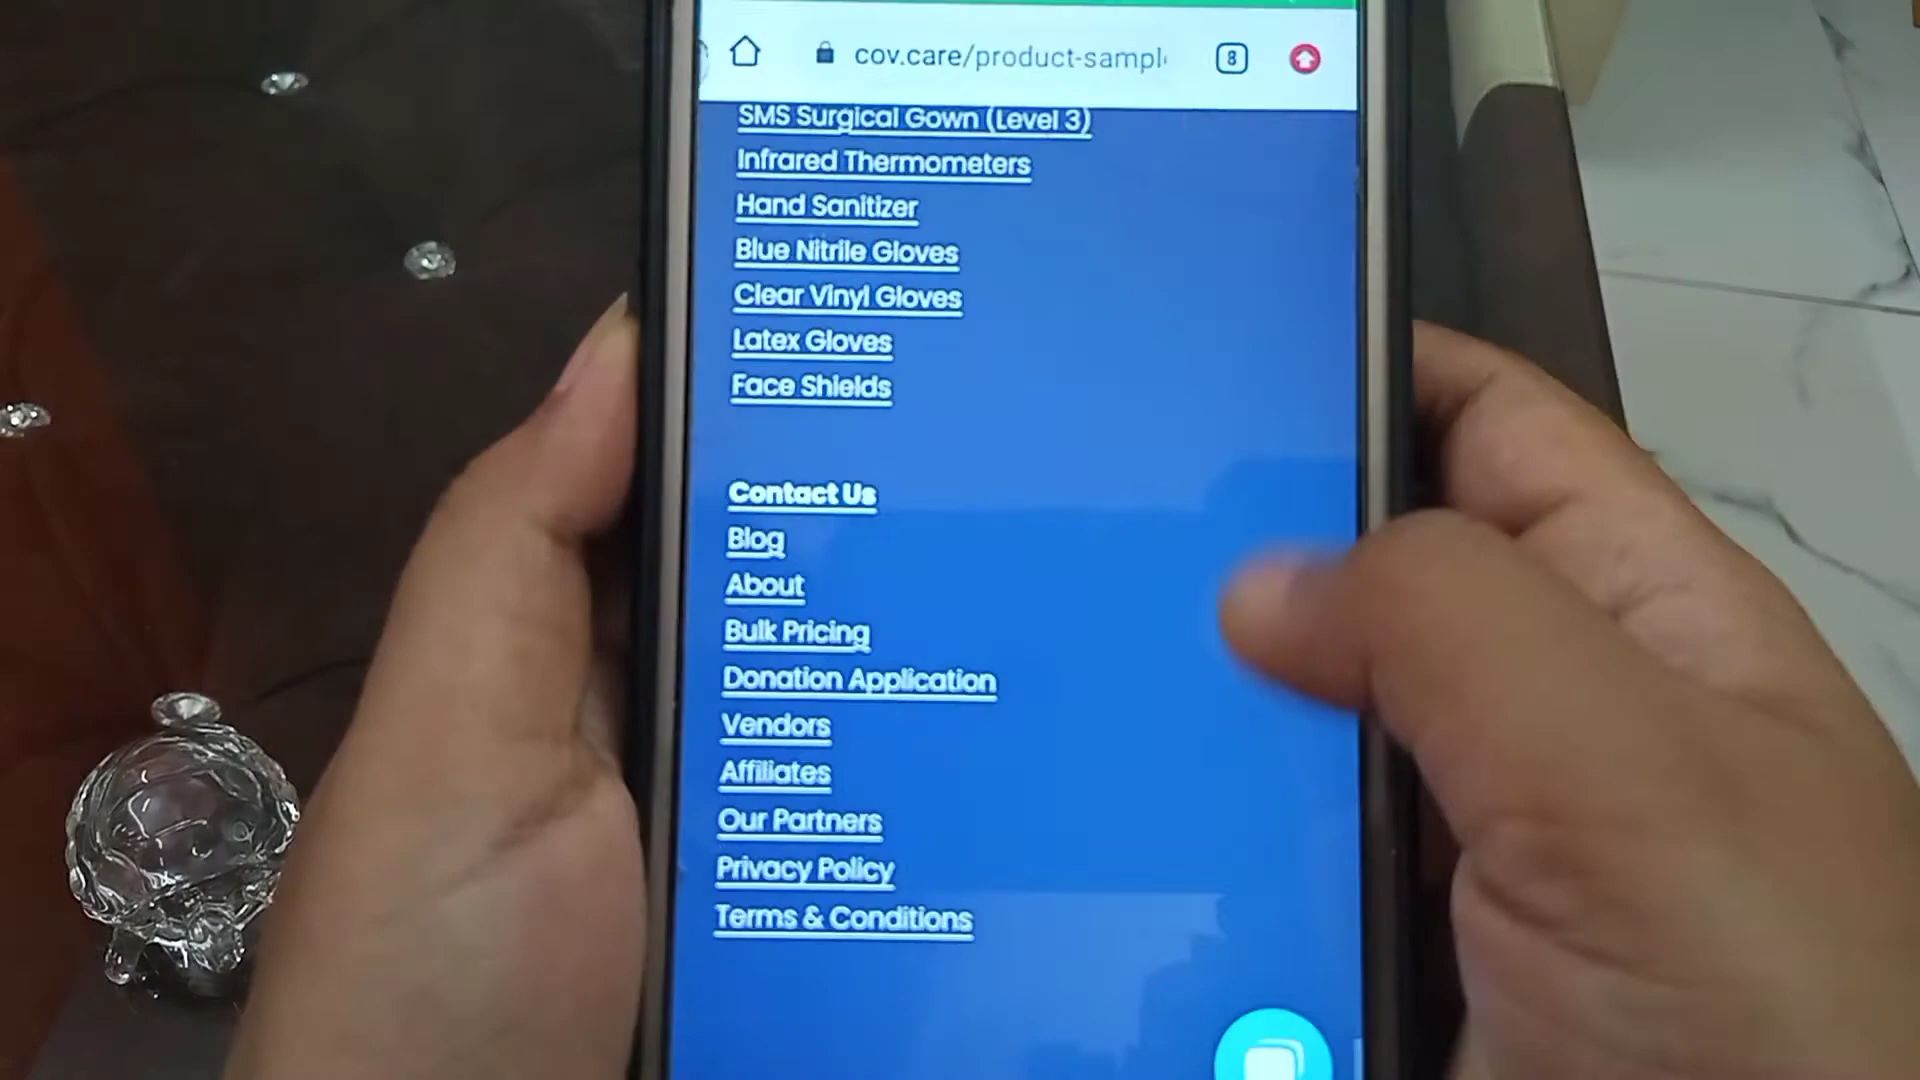 cov.care/product-sampl
8
SMS Surgical Gown (Level 3)
Infrared Thermometers
Hand Sanitizer
Blue Nitrile Gloves
Clear Vinyl Gloves
Latex Gloves
Face Shields
Contact Us
Blog
About
Bulk Pricing
Donation Application
Vendors
Affiliates
Our Partners
Privacy Policy
Terms & Conditions